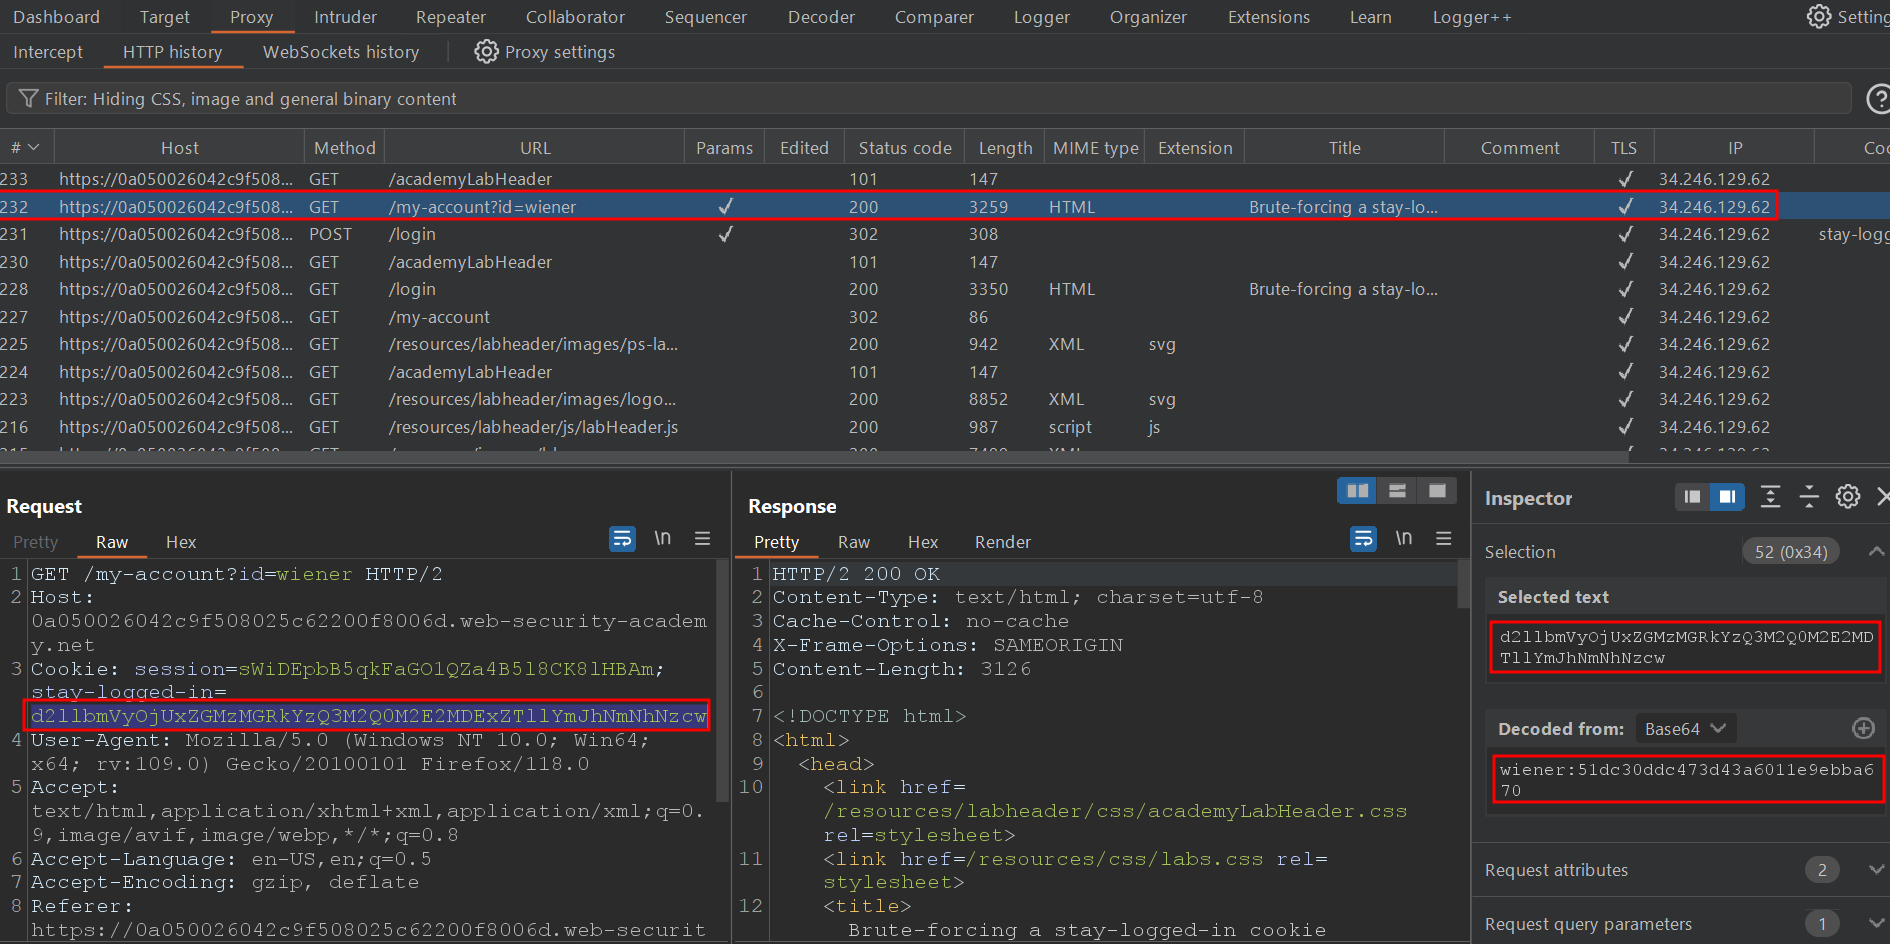 Dashboard Target Proxy Intruder Repeater Collaborator Sequencer Decoder Comparer Logger Organizer Extensions Learn Logger++ Setting
Intercept HTTP history WebSockets history Proxy settings
Filter: Hiding CSS, image and general binary content
# Host Method URL Params Edited Status code Length MIME type Extension Title Comment TLS IP Coo
233 https://0a050026042c9f508... GET /academyLabHeader 101 147 ✓ 34.246.129.62
232 https://0a050026042c9f508... GET /my-account?id=wiener ✓ 200 3259 HTML Brute-forcing a stay-lo... ✓ 34.246.129.62
231 https://0a050026042c9f508... POST /login ✓ 302 308 ✓ 34.246.129.62 stay-logg
230 https://0a050026042c9f508... GET /academyLabHeader 101 147 ✓ 34.246.129.62
228 https://0a050026042c9f508... GET /login 200 3350 HTML Brute-forcing a stay-lo... ✓ 34.246.129.62
227 https://0a050026042c9f508... GET /my-account 302 86 ✓ 34.246.129.62
225 https://0a050026042c9f508... GET /resources/labheader/images/ps-la... 200 942 XML svg ✓ 34.246.129.62
224 https://0a050026042c9f508... GET /academyLabHeader 101 147 ✓ 34.246.129.62
223 https://0a050026042c9f508... GET /resources/labheader/images/logo... 200 8852 XML svg ✓ 34.246.129.62
216 https://0a050026042c9f508... GET /resources/labheader/js/labHeader.js 200 987 script js ✓ 34.246.129.62
Request
Pretty Raw Hex \n
1 GET /my-account?id=wiener HTTP/2
2 Host:
0a050026042c9f508025c62200f8006d.web-security-academ
y.net
3 Cookie: session=sWiDEpbB5qkFaGO1QZa4B5l8CK8lHBAm;
stay-logged-in=
d2llbmVyOjUxZGMzMGRkYzQ3M2Q0M2E2MDExZTllYmJhNmNhNzcw
4 User-Agent: Mozilla/5.0 (Windows NT 10.0; Win64;
x64; rv:109.0) Gecko/20100101 Firefox/118.0
5 Accept:
text/html,application/xhtml+xml,application/xml;q=0.
9,image/avif,image/webp,*/*;q=0.8
6 Accept-Language: en-US,en;q=0.5
7 Accept-Encoding: gzip, deflate
8 Referer:
https://0a050026042c9f508025c62200f8006d.web-securit
Response
Pretty Raw Hex Render \n
1 HTTP/2 200 OK
2 Content-Type: text/html; charset=utf-8
3 Cache-Control: no-cache
4 X-Frame-Options: SAMEORIGIN
5 Content-Length: 3126
6
7 <!DOCTYPE html>
8 <html>
9 <head>
10 <link href=
/resources/labheader/css/academyLabHeader.css
rel=stylesheet>
11 <link href=/resources/css/labs.css rel=
stylesheet>
12 <title>
Brute-forcing a stay-logged-in cookie
Inspector
Selection 52 (0x34)
Selected text
d2llbmVyOjUxZGMzMGRkYzQ3M2Q0M2E2MD
TllYmJhNmNhNzcw
Decoded from: Base64
wiener:51dc30ddc473d43a6011e9ebba6
70
Request attributes 2
Request query parameters 1